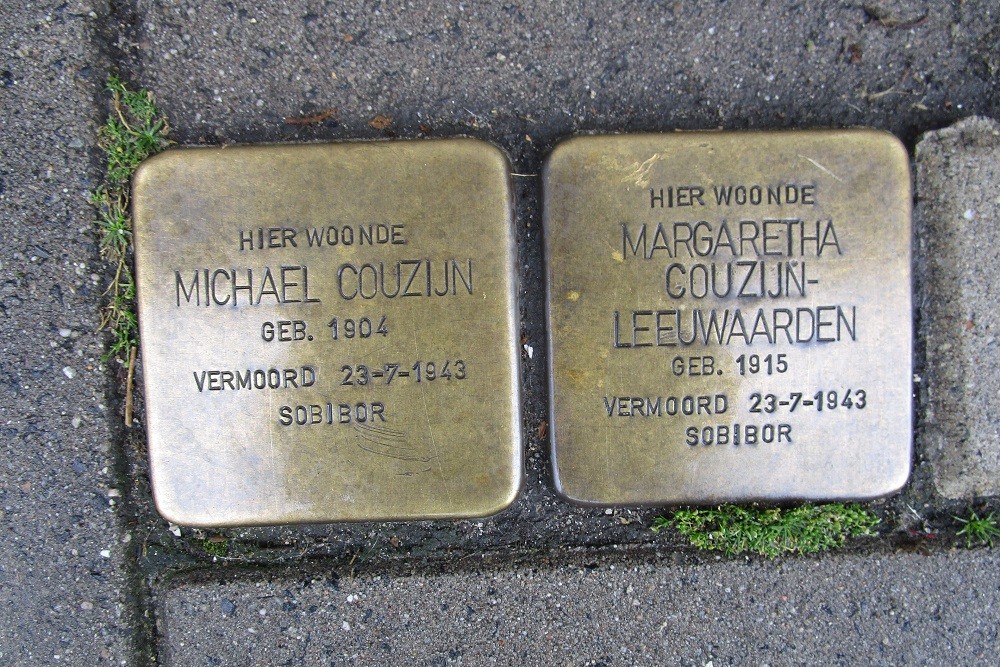 HIER WOONDE
MICHAEL COUZIJN
GEB. 1904
VERMOORD 23-7-1943
SOBIBOR
HIER WOONDE
MARGARETHA
COUZIJN-
LEEUWAARDEN
GEB. 1915
VERMOORD 23-7-1943
SOBIBOR